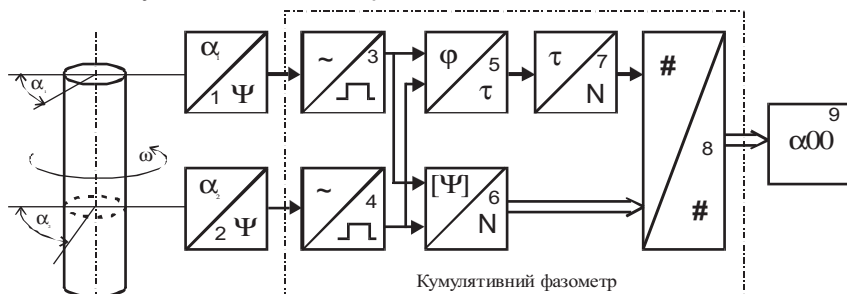 α₁ 3 7 9
~ φ 5 τ #
α₁ 1 Ψ τ N α00
ω 8
α₂ ~ [Ψ] 6
α₂ 2 Ψ 4 N #
Кумулятивний фазометр